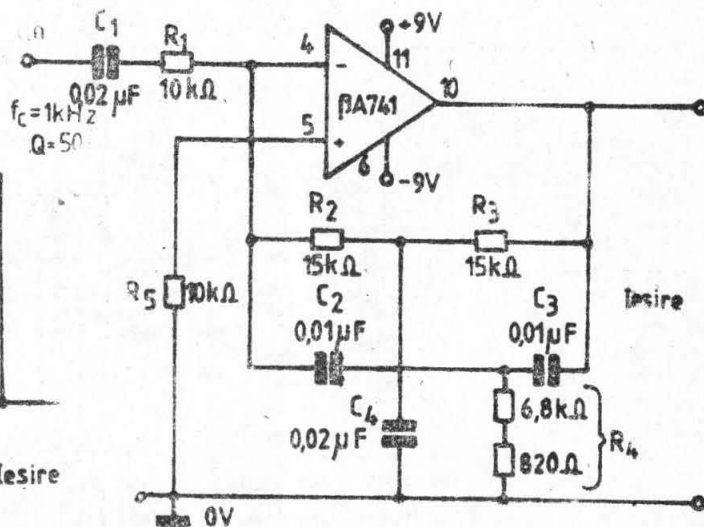 C1
R1
0,02 µF
10kΩ
fc=1kHz
Q=50
4
-
5
+
βA741
+9V
11
10
6
-9V
R2
15kΩ
R3
15kΩ
R5
10kΩ
C2
0,01µF
C3
0,01µF
Iesire
C4
0,02µF
6,8kΩ
820Ω
R4
Iesire
0V